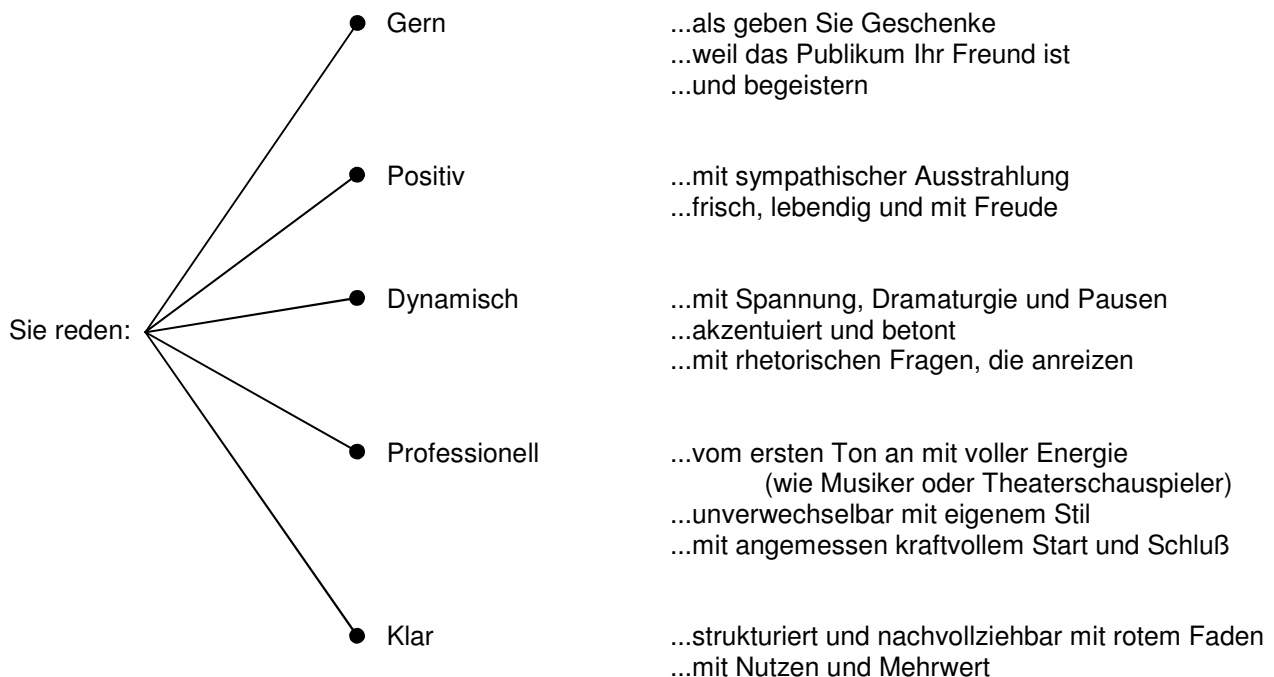 Gern ...als geben Sie Geschenke
...weil das Publikum Ihr Freund ist
...und begeistern
Positiv ...mit sympathischer Ausstrahlung
...frisch, lebendig und mit Freude
Dynamisch ...mit Spannung, Dramaturgie und Pausen
Sie reden: ...akzentuiert und betont
...mit rhetorischen Fragen, die anreizen
Professionell ...vom ersten Ton an mit voller Energie
(wie Musiker oder Theaterschauspieler)
...unverwechselbar mit eigenem Stil
...mit angemessen kraftvollem Start und Schluß
Klar ...strukturiert und nachvollziehbar mit rotem Faden
...mit Nutzen und Mehrwert